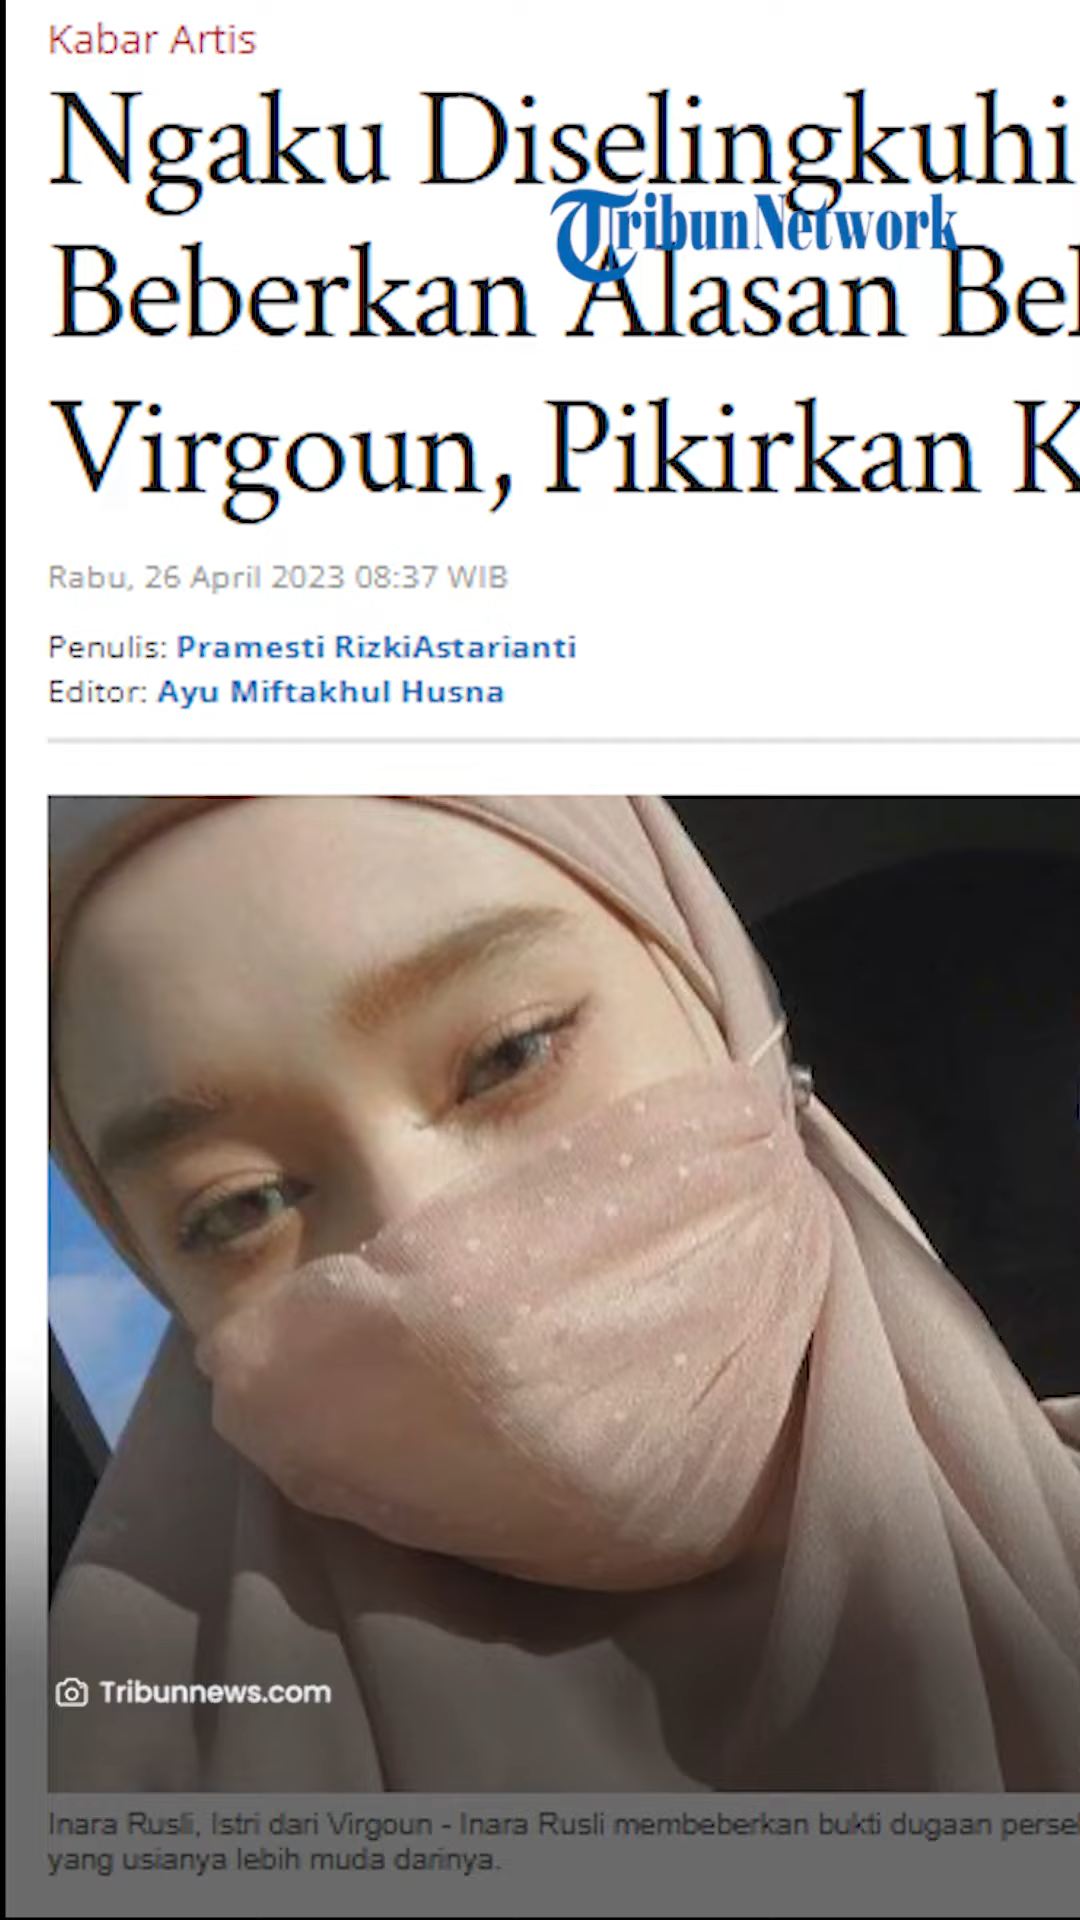 Kabar Artis
Ngaku Diselingkuhi
TribunNetwork
Beberkan Alasan
Virgoun, Pikirkan
Rabu, 26 April 2023 08:37 WIB
Penulis: Pramesti RizkiAstarianti
Editor: Ayu Miftakhul Husna
Tribunnews.com
Inara Rusli, Istri dari Virgoun - Inara Rusli membeberkan bukti dugaan
yang usianya lebih muda darinya.